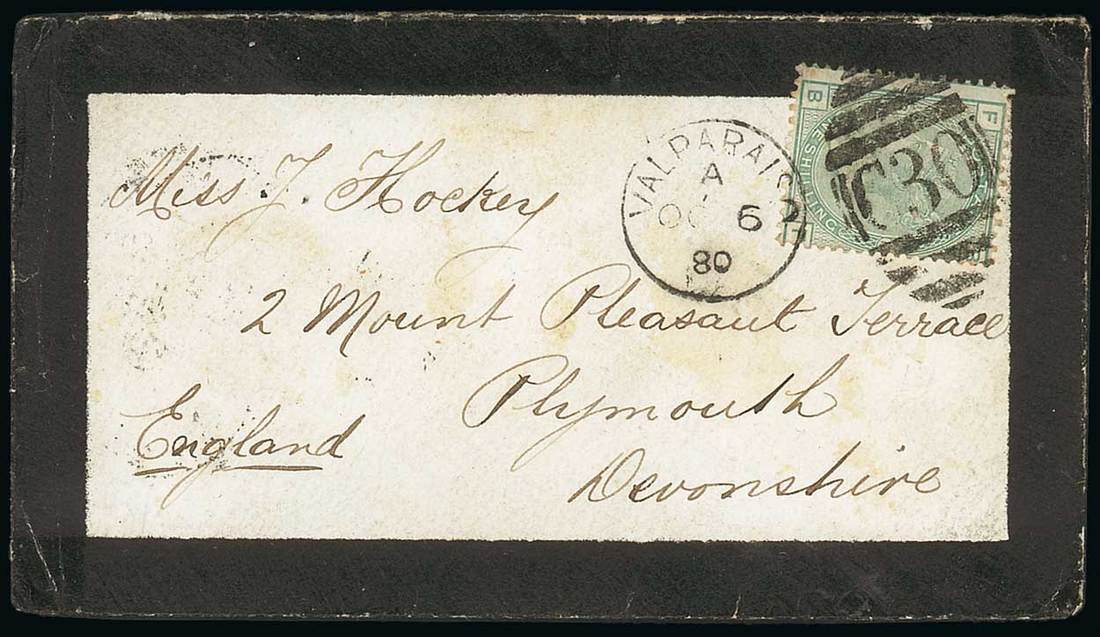 VALPARAISO
A
OC 6
80
B F
C30
Miss J. Hockey
2 Mount Pleasant Terrace
Plymouth
England
Devonshire